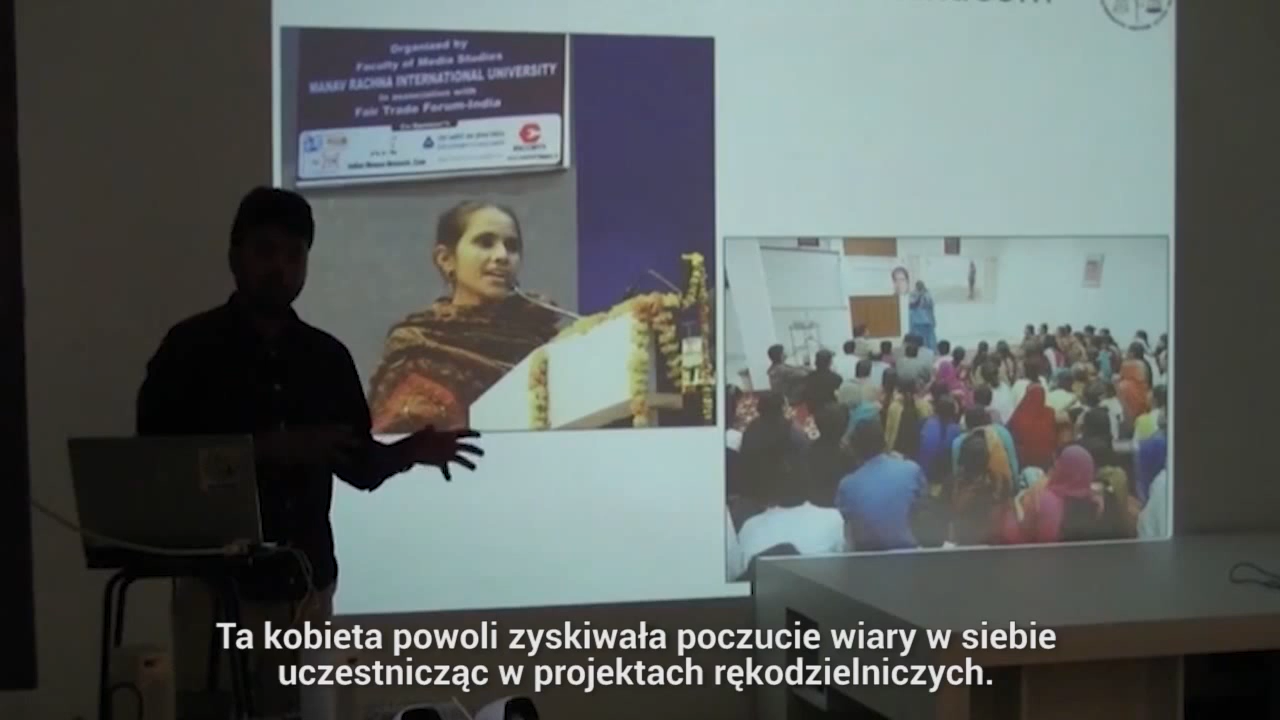 Organized by
Faculty of Media Studies
MANAV RACHNA INTERNATIONAL UNIVERSITY
in association with
Fair Trade Forum-India
Ta kobieta powoli zyskiwała poczucie wiary w siebie
uczestnicząc w projektach rękodzielniczych.